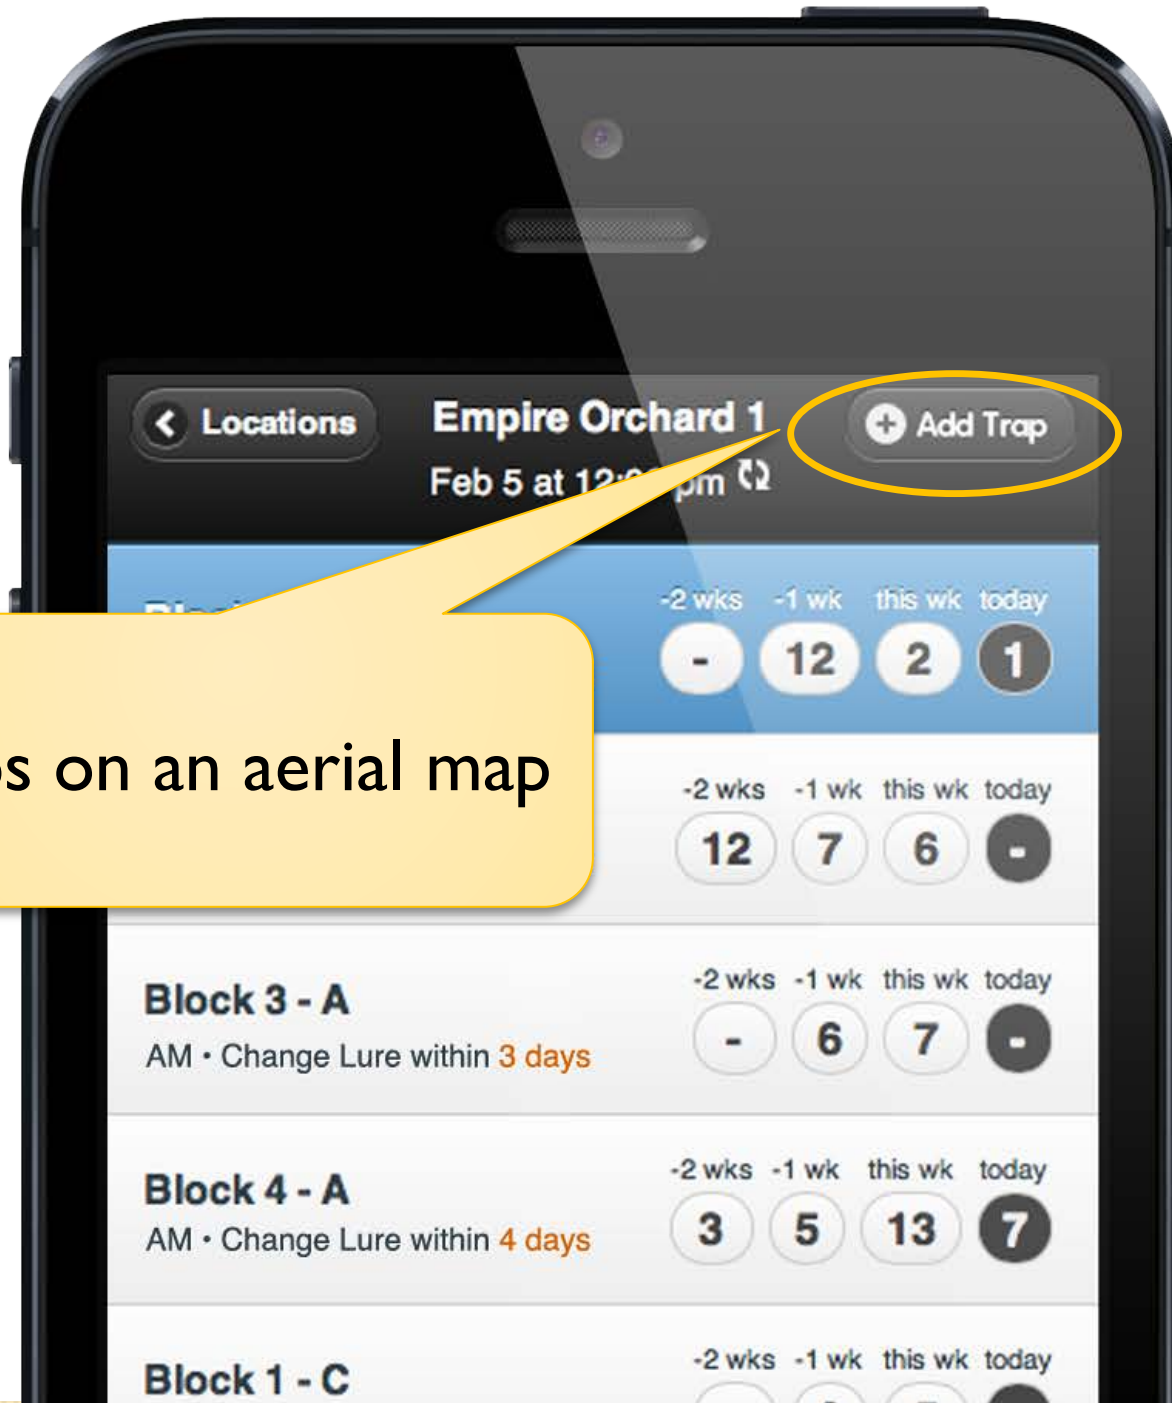 Locations Empire Orchard 1 Add Trap
Feb 5 at pm
-2 wks -1 wk this wk today
- 12 2 1
on an aerial map
-2 wks -1 wk this wk today
12 7 6 -
Block 3 - A
-2 wks -1 wk this wk today
AM • Change Lure within 3 days
- 6 7 -
Block 4 - A
-2 wks -1 wk this wk today
AM • Change Lure within 4 days
3 5 13 7
Block 1 - C
-2 wks -1 wk this wk today